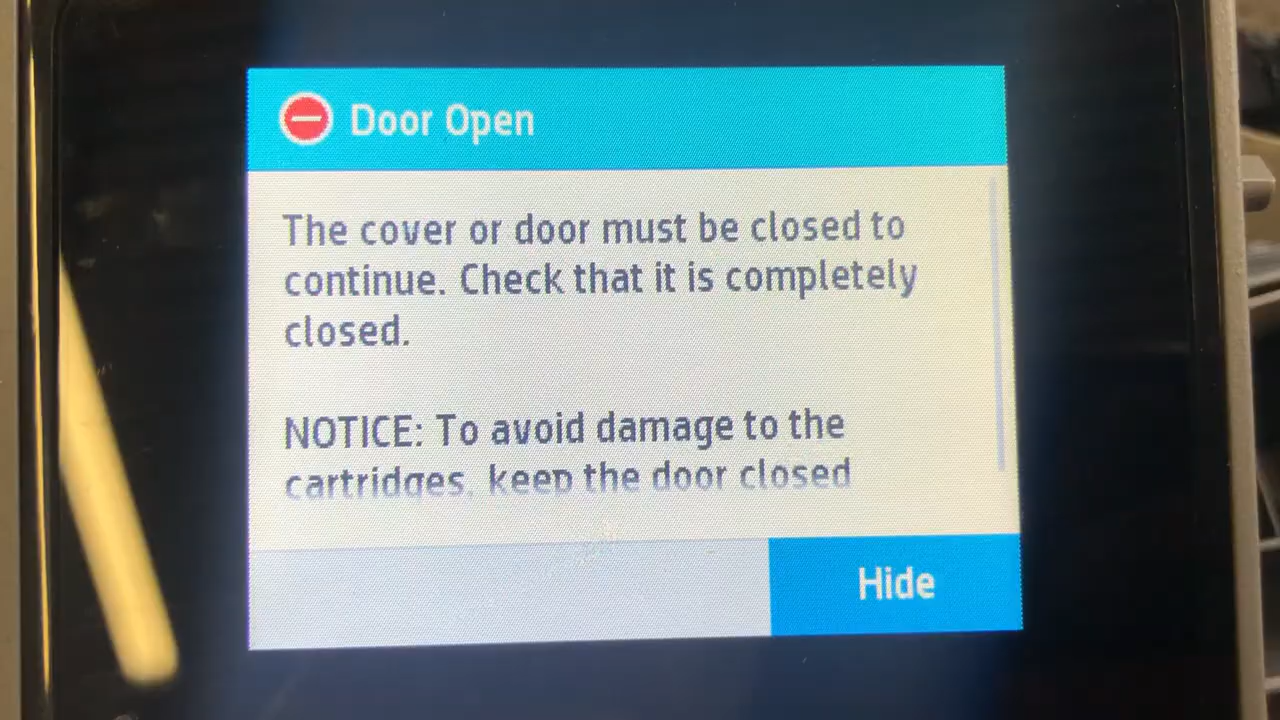 Door Open
The cover or door must be closed to
continue. Check that it is completely
closed.
NOTICE: To avoid damage to the
cartridges, keep the door closed
Hide